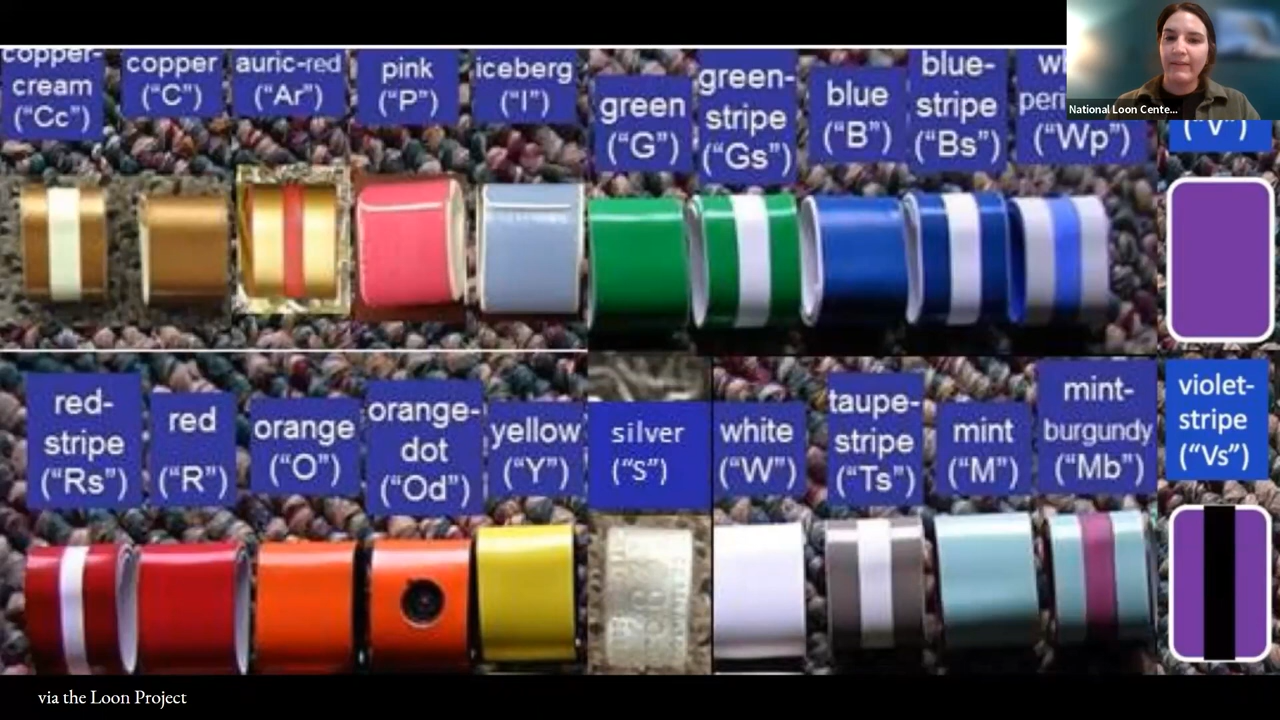 copper-
cream
(“Cc”)
copper
(“C”)
auric-red
(“Ar”)
pink
(“P”)
iceberg
(“I”)
green
(“G”)
green-
stripe
(“Gs”)
blue
(“B”)
blue-
stripe
(“Bs”)
(“Wp”)
(“V”)
National Loon Cente...
red-
stripe
(“Rs”)
red
(“R”)
orange
(“O”)
orange-
dot
(“Od”)
yellow
(“Y”)
silver
(“S”)
white
(“W”)
taupe-
stripe
(“Ts”)
mint
(“M”)
mint-
burgundy
(“Mb”)
violet-
stripe
(“Vs”)
via the Loon Project